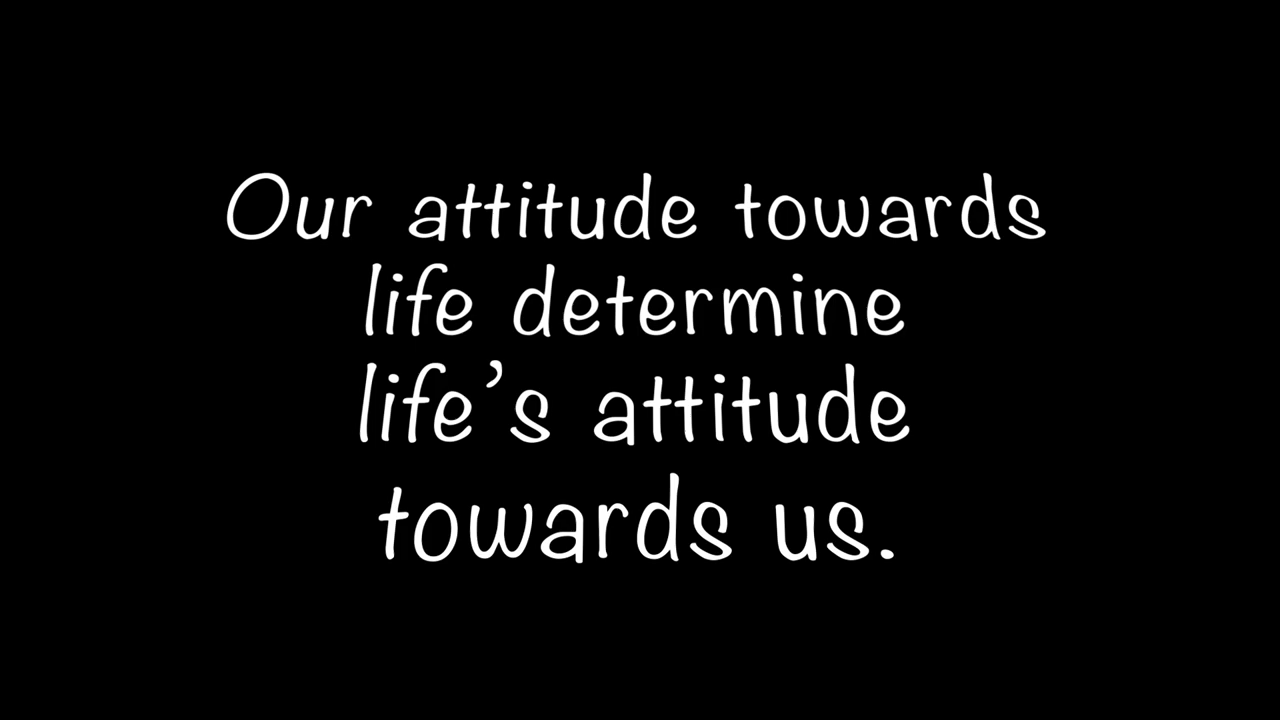 Our attitude towards
life determine
life’s attitude
towards us.